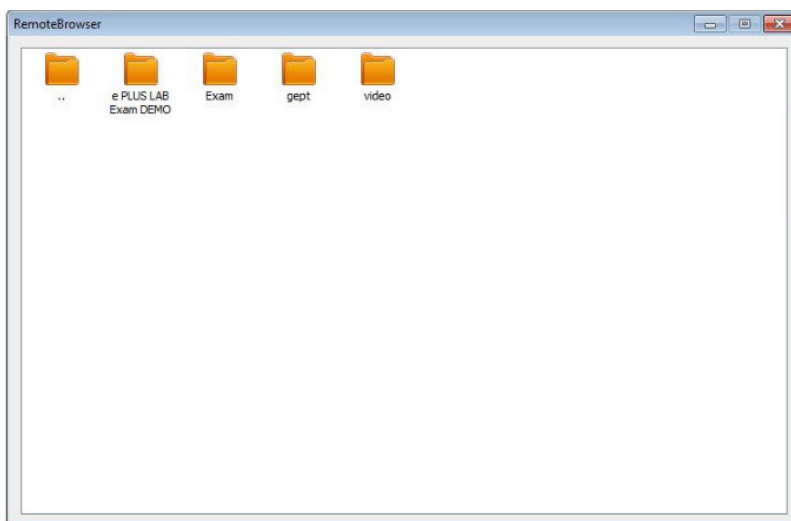 RemoteBrowser
..
e PLUS LAB
Exam DEMO
Exam
gept
video